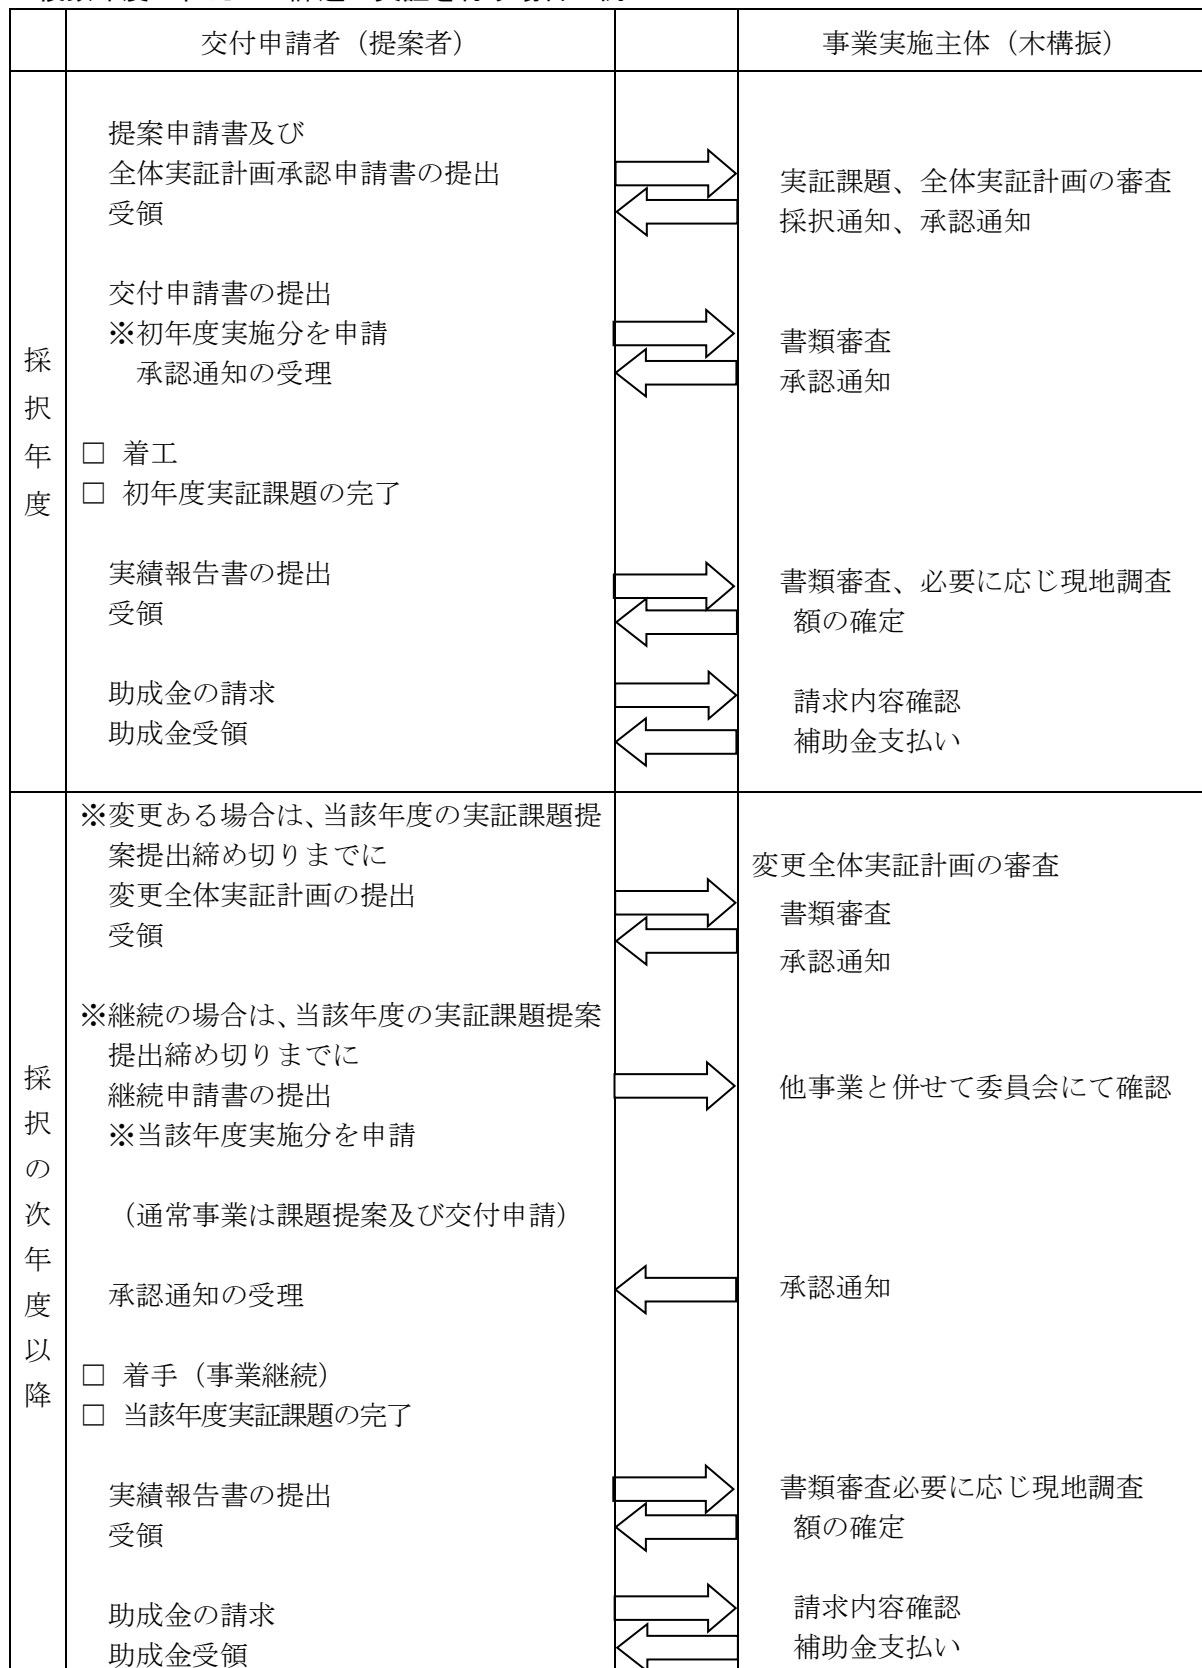 交付申請者（提案者）
事業実施主体（木構振）
採択年度
提案申請書及び
全体実証計画承認申請書の提出
受領
実証課題、全体実証計画の審査
採択通知、承認通知
交付申請書の提出
※初年度実施分を申請
承認通知の受理
書類審査
承認通知
□ 着工
□ 初年度実証課題の完了
実績報告書の提出
受領
書類審査、必要に応じ現地調査
額の確定
助成金の請求
助成金受領
請求内容確認
補助金支払い
採択の次年度以降
※変更ある場合は、当該年度の実証課題提
案提出締め切りまでに
変更全体実証計画の提出
受領
変更全体実証計画の審査
書類審査
承認通知
※継続の場合は、当該年度の実証課題提案
提出締め切りまでに
継続申請書の提出
※当該年度実施分を申請
他事業と併せて委員会にて確認
（通常事業は課題提案及び交付申請）
承認通知の受理
承認通知
□ 着手（事業継続）
□ 当該年度実証課題の完了
実績報告書の提出
受領
書類審査必要に応じ現地調査
額の確定
助成金の請求
助成金受領
請求内容確認
補助金支払い